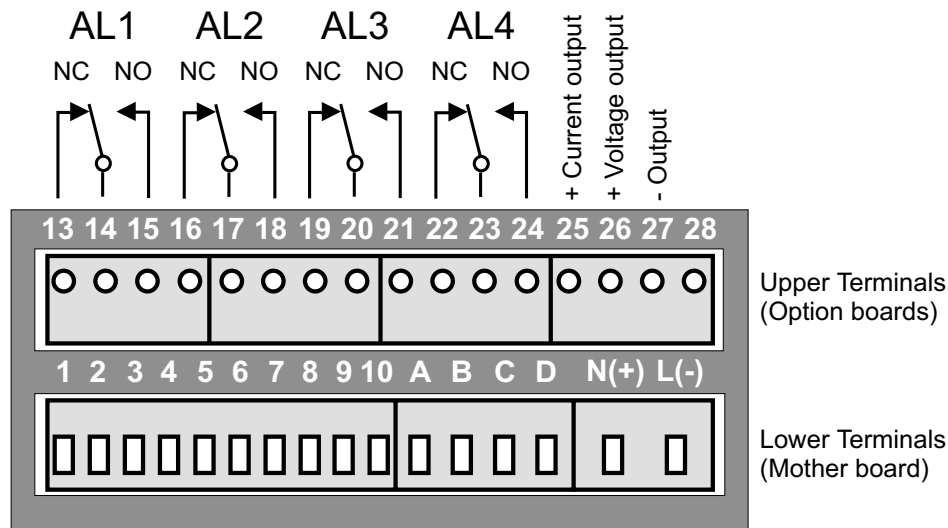 AL1 AL2 AL3 AL4
NC NO NC NO NC NO NC NO
+ Current output
+ Voltage output
- Output
13 14 15 16 17 18 19 20 21 22 23 24 25 26 27 28
Upper Terminals
(Option boards)
1 2 3 4 5 6 7 8 9 10 A B C D N(+) L(-)
Lower Terminals
(Mother board)